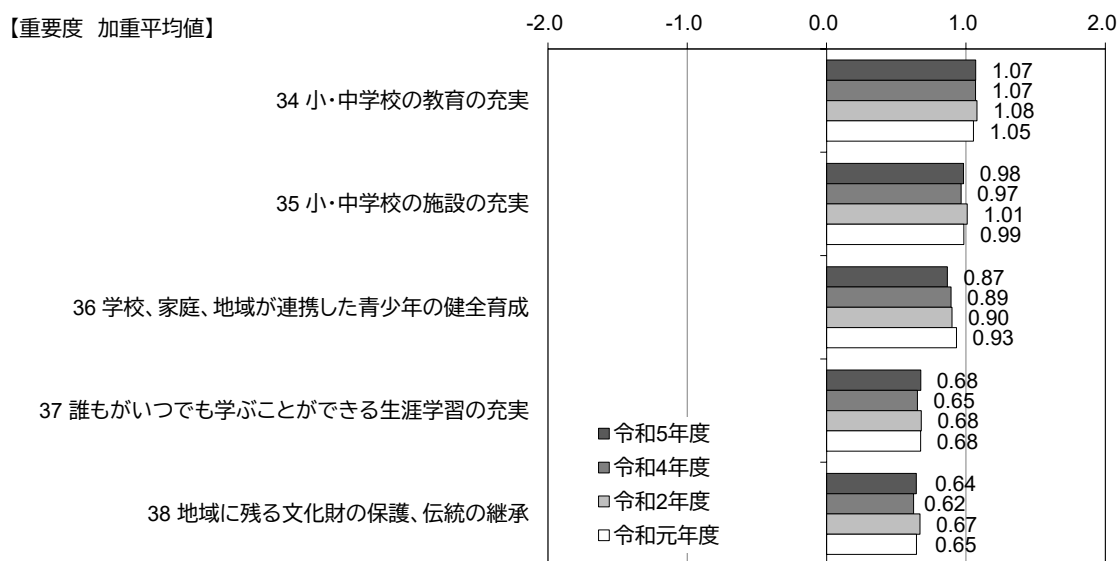 【重要度 加重平均値】
-2.0 -1.0 0.0 1.0 2.0
34 小・中学校の教育の充実
1.07
1.07
1.08
1.05
35 小・中学校の施設の充実
0.98
0.97
1.01
0.99
36 学校、家庭、地域が連携した青少年の健全育成
0.87
0.89
0.90
0.93
37 誰もがいつでも学ぶことができる生涯学習の充実
0.68
0.65
0.68
0.68
38 地域に残る文化財の保護、伝統の継承
0.64
0.62
0.67
0.65
令和5年度
令和4年度
令和2年度
令和元年度